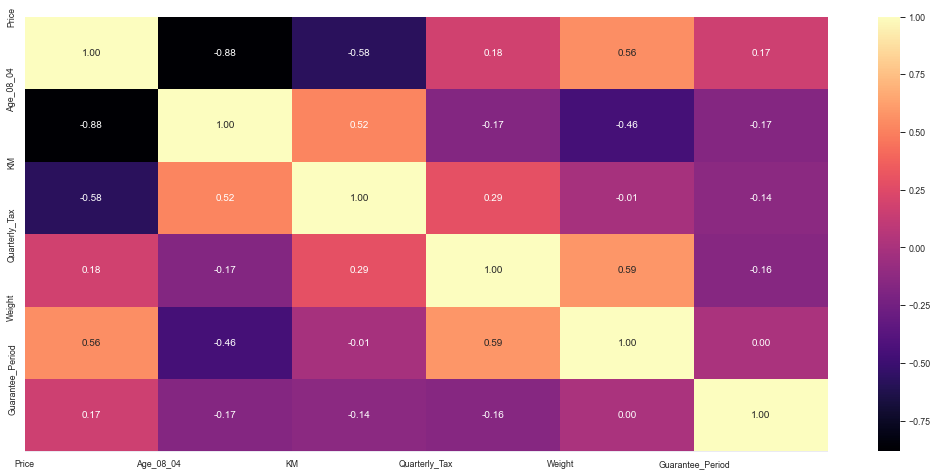 Price
1.00 -0.88 -0.58 0.18 0.56 0.17
Age_08_04
-0.88 1.00 0.52 -0.17 -0.46 -0.17
KM
-0.58 0.52 1.00 0.29 -0.01 -0.14
Quarterly_Tax
0.18 -0.17 0.29 1.00 0.59 -0.16
Weight
0.56 -0.46 -0.01 0.59 1.00 0.00
Guarantee_Period
0.17 -0.17 -0.14 -0.16 0.00 1.00
Price Age_08_04 KM Quarterly_Tax Weight Guarantee_Period
1.00
0.75
0.50
0.25
0.00
-0.25
-0.50
-0.75